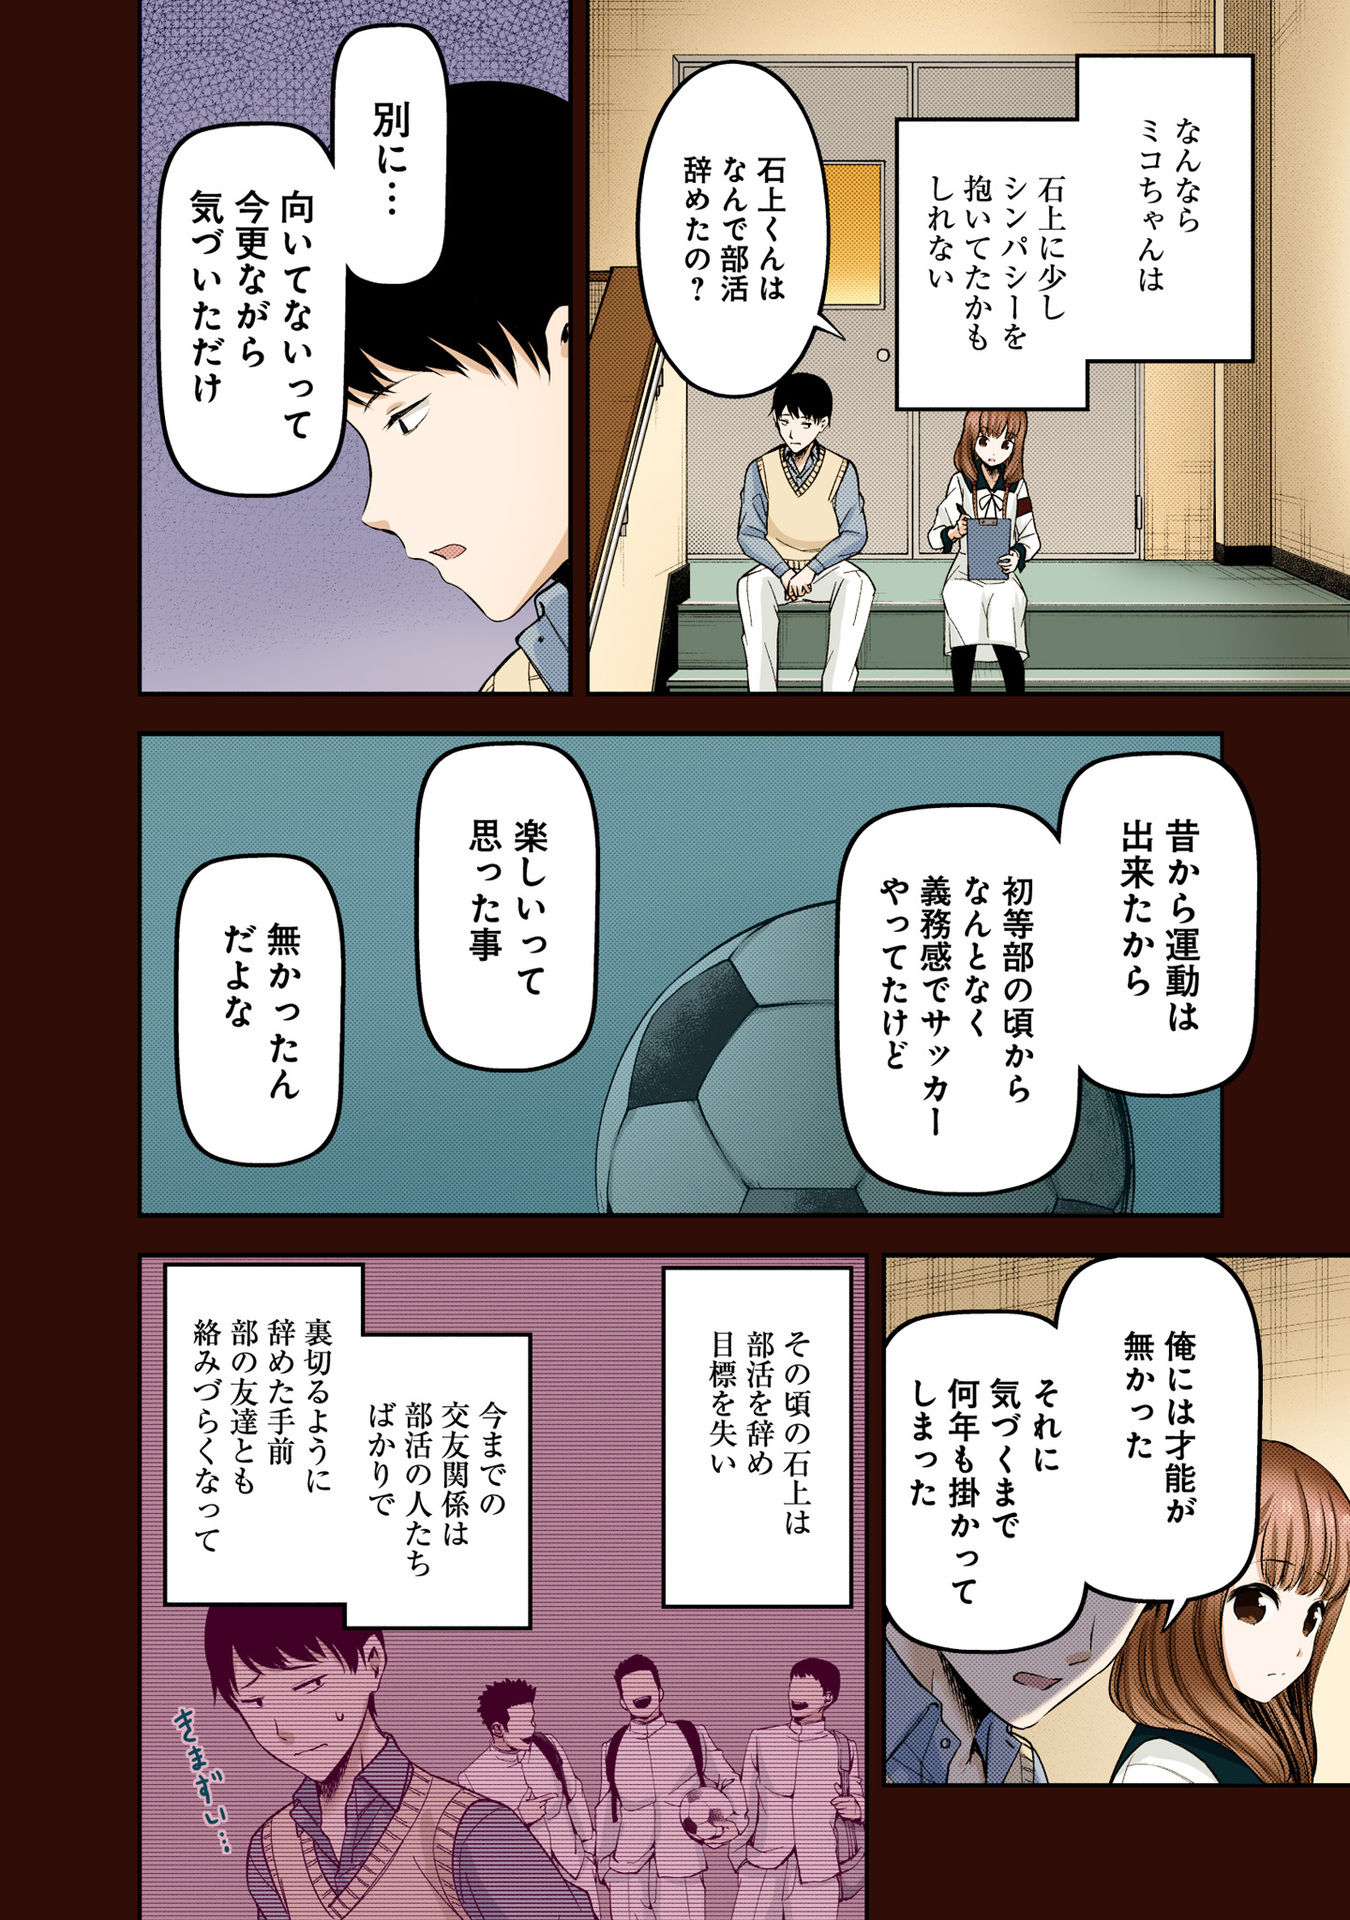 なんなら
ミコちゃんは
石上に少し
シンパシーを
抱いてたかも
しれない
石上くんは
なんで部活
辞めたの?
別に…
向いてないって
今更ながら
気づいただけ
昔から運動は
出来たから
初等部の頃から
なんとなく
義務感でサッカー
やってたけど
楽しいって
思った事
無かったん
だよな
俺には才能が
無かった
それに
気づくまで
何年も掛かって
しまった
その頃の石上は
部活を辞め
目標を失い
今までの
交友関係は
部活の人たち
ばかりで
裏切るように
辞めた手前
部の友達とも
絡みづらくなって
きまずい…